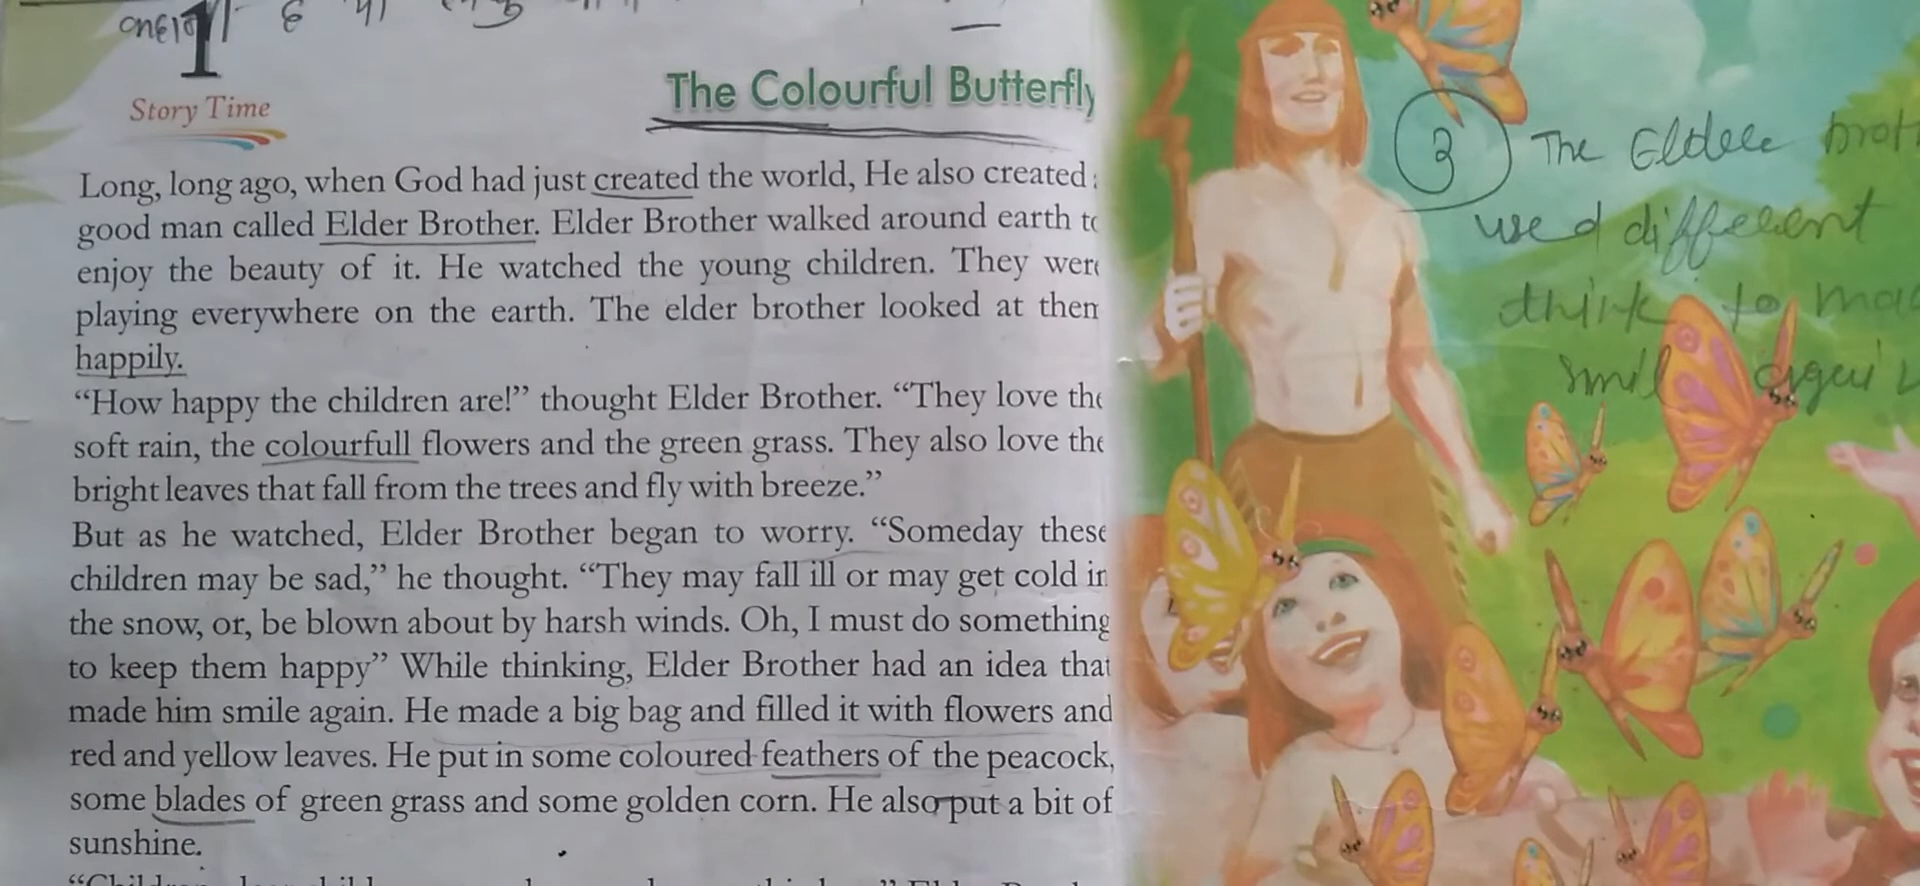 1
Story Time
The Colourful Butterfly
Long, long ago, when God had just created the world, He also created
good man called Elder Brother. Elder Brother walked around earth to
enjoy the beauty of it. He watched the young children. They were
playing everywhere on the earth. The elder brother looked at them
happily.
“How happy the children are!” thought Elder Brother. “They love the
soft rain, the colourfull flowers and the green grass. They also love the
bright leaves that fall from the trees and fly with breeze.”
But as he watched, Elder Brother began to worry. “Someday these
children may be sad,” he thought. “They may fall ill or may get cold in
the snow, or, be blown about by harsh winds. Oh, I must do something
to keep them happy” While thinking, Elder Brother had an idea that
made him smile again. He made a big bag and filled it with flowers and
red and yellow leaves. He put in some coloured feathers of the peacock,
some blades of green grass and some golden corn. He also put a bit of
sunshine.
3 The Elder brot
used different
think to ma
smil